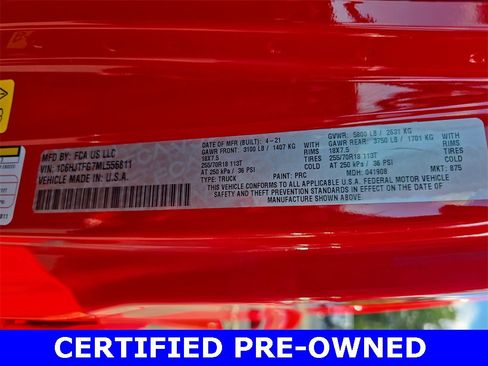 MFD BY: FCA US LLC
VIN: 1C6HJTFG7ML556611
VEHICLE MADE IN U.S.A.
DATE OF MFR (BUILT): 4-21
GAWR FRONT: 3100 LB / 1407 KG WITH
18X7.5 RIMS
255/70R18 113T TIRES
AT 250 kPa / 36 PSI COLD
TYPE: TRUCK
GVWR: 5800 LB / 2631 KG
GAWR REAR: 3750 LB / 1701 KG WITH
18X7.5 RIMS
255/70R18 113T TIRES
AT 250 kPa / 36 PSI COLD
PAINT: PRC MDH: 041908 MKT: 875
THIS VEHICLE CONFORMS TO ALL APPLICABLE U.S.A. FEDERAL MOTOR VEHICLE
SAFETY AND THEFT PREVENTION STANDARDS IN EFFECT ON THE DATE OF
MANUFACTURE SHOWN ABOVE.
CERTIFIED PRE-OWNED